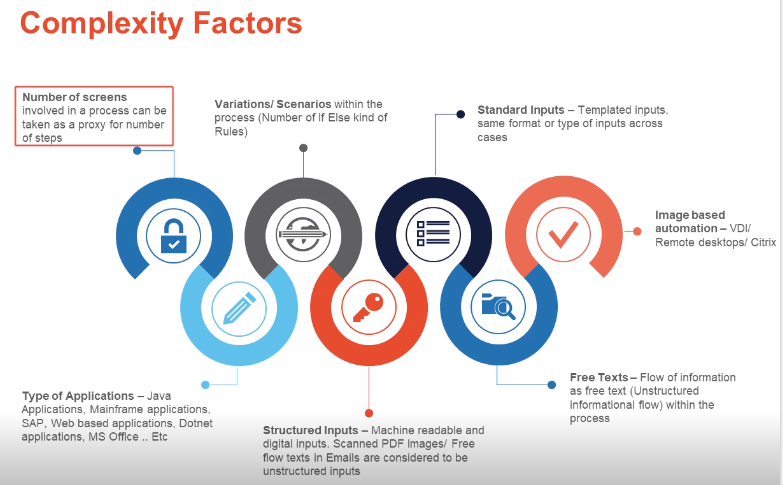 Complexity Factors
Number of screens
involved in a process can be
taken as a proxy for number
of steps
Variations/ Scenarios within the
process (Number of If Else kind of
Rules)
Standard Inputs – Templated inputs,
same format or type of inputs across
cases
Image based
automation – VDI/
Remote desktops/ Citrix
Type of Applications – Java
Applications, Mainframe applications,
SAP, Web based applications, Dotnet
applications, MS Office .. Etc
Structured Inputs – Machine readable and
digital inputs. Scanned PDF Images/ Free
flow texts in Emails are considered to be
unstructured inputs
Free Texts – Flow of information
as free text (Unstructured
informational flow) within the
process